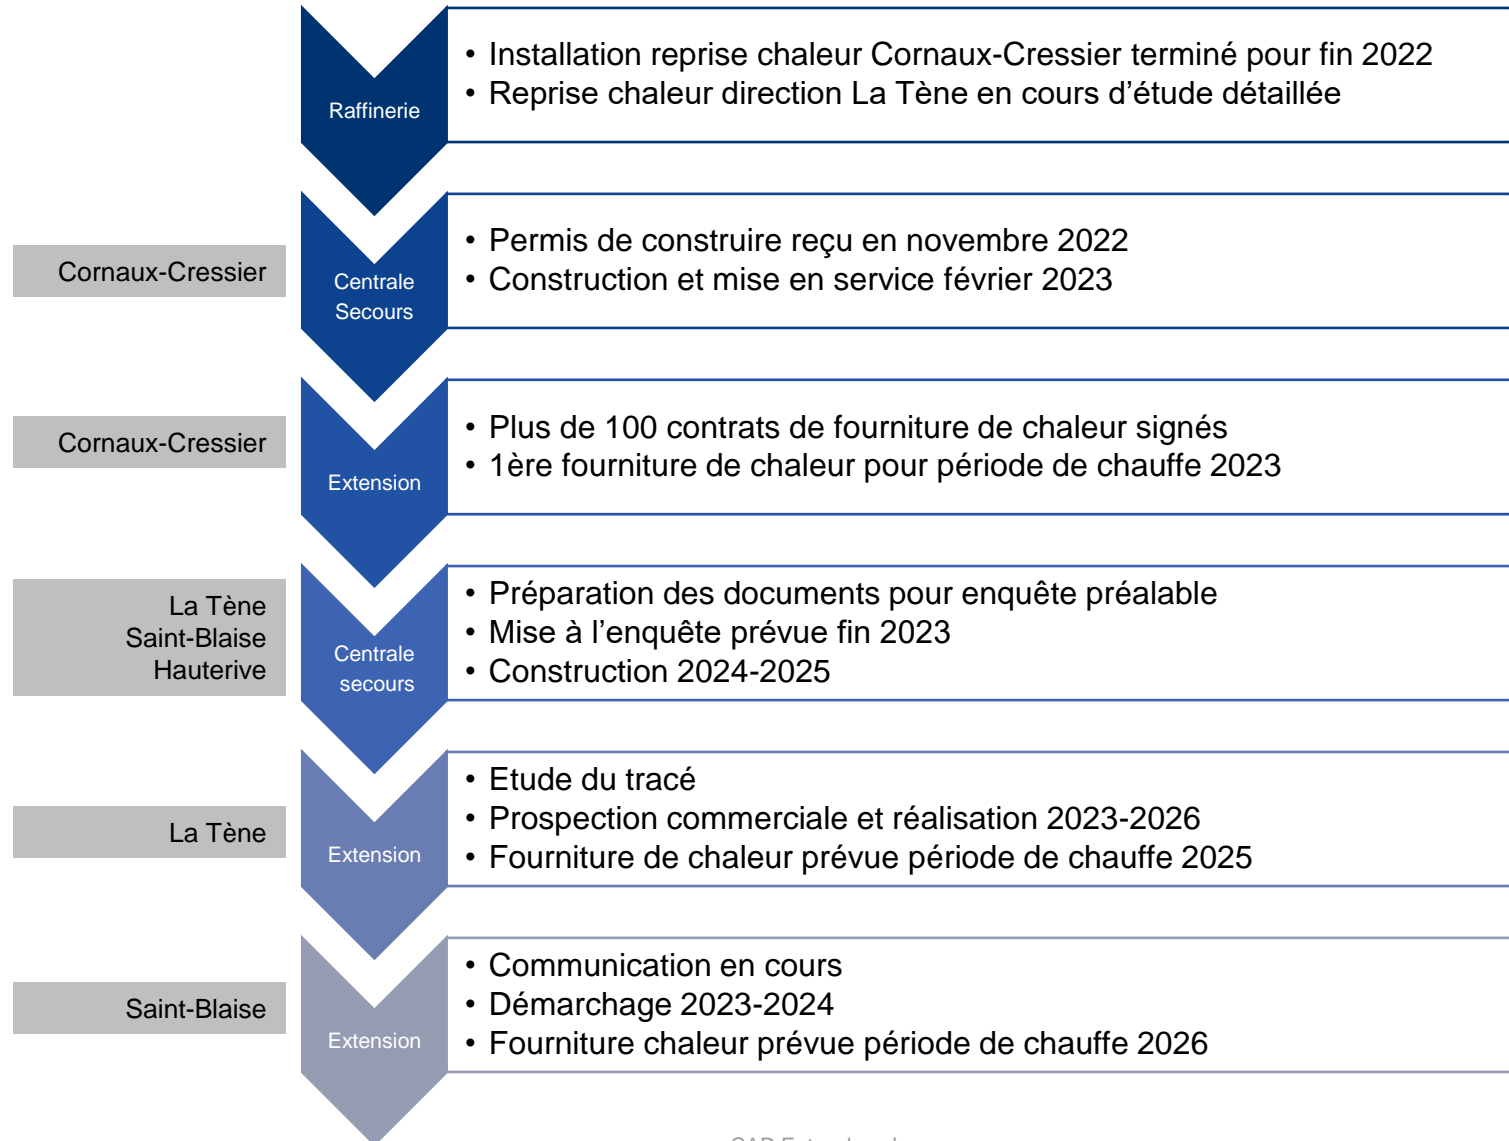 Raffinerie
• Installation reprise chaleur Cornaux-Cressier terminé pour fin 2022
• Reprise chaleur direction La Tène en cours d’étude détaillée
Cornaux-Cressier
Centrale
Secours
• Permis de construire reçu en novembre 2022
• Construction et mise en service février 2023
Cornaux-Cressier
Extension
• Plus de 100 contrats de fourniture de chaleur signés
• 1ère fourniture de chaleur pour période de chauffe 2023
La Tène
Saint-Blaise
Hauterive
Centrale
secours
• Préparation des documents pour enquête préalable
• Mise à l’enquête prévue fin 2023
• Construction 2024-2025
La Tène
Extension
• Etude du tracé
• Prospection commerciale et réalisation 2023-2026
• Fourniture de chaleur prévue période de chauffe 2025
Saint-Blaise
Extension
• Communication en cours
• Démarchage 2023-2024
• Fourniture chaleur prévue période de chauffe 2026